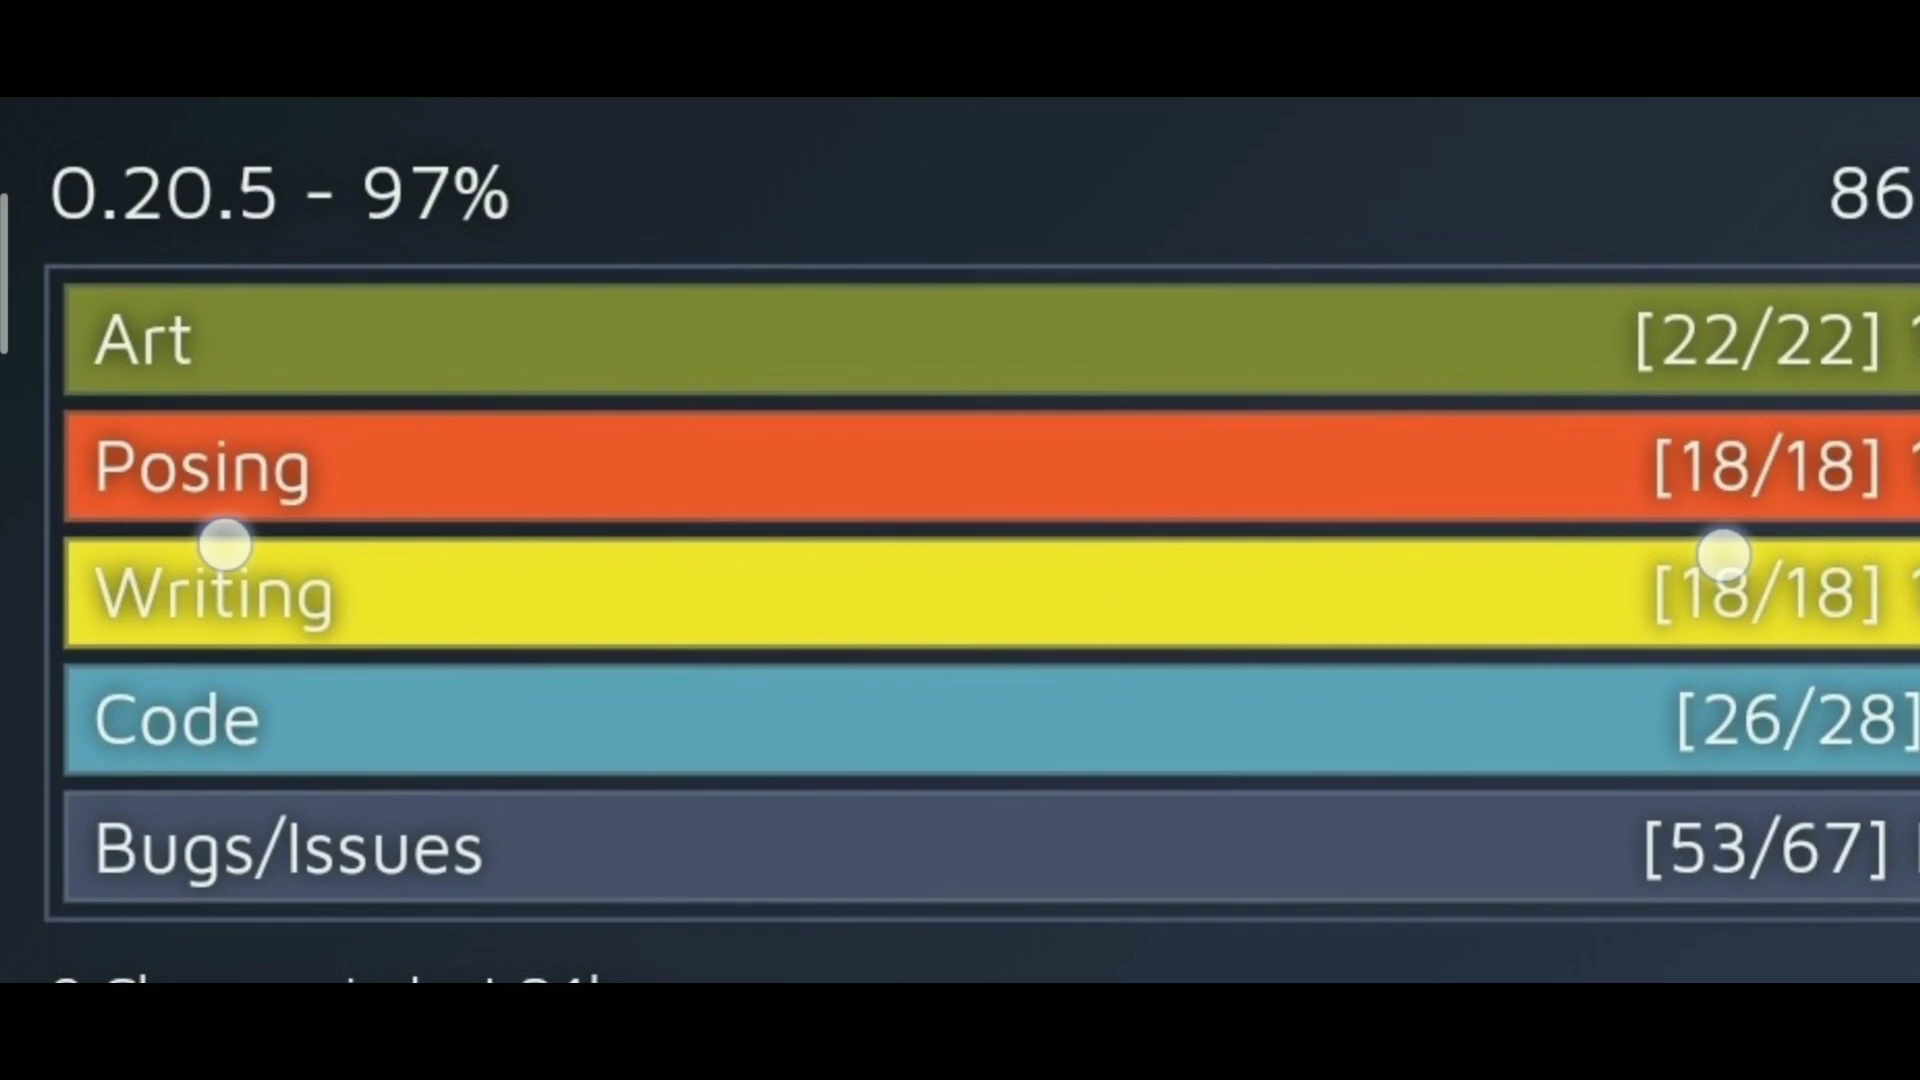 0.20.5 - 97% 86
Art [22/22]
Posing [18/18]
Writing [18/18]
Code [26/28]
Bugs/Issues [53/67]